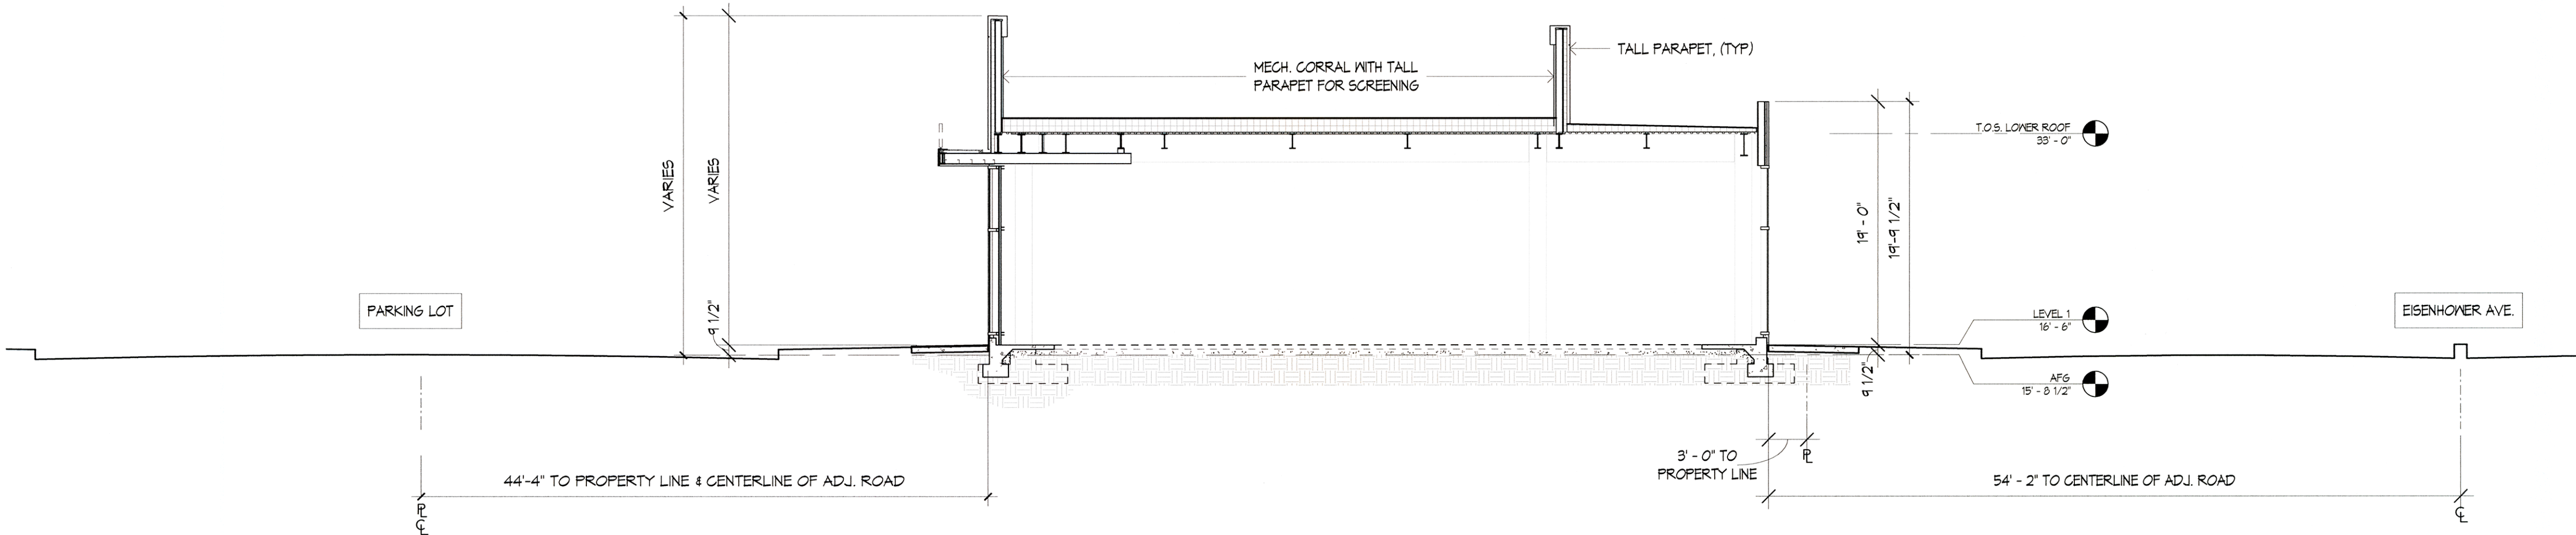 TALL PARAPET, (TYP)
MECH. CORRAL WITH TALL
PARAPET FOR SCREENING
T.O.S. LOWER ROOF
33' - 0"
VARIES
VARIES
19' - 0"
19'-9 1/2"
PARKING LOT
9 1/2"
LEVEL 1
16' - 6"
EISENHOWER AVE.
9 1/2"
AFG
15' - 8 1/2"
3' - 0" TO
PROPERTY LINE
PL
44'-4" TO PROPERTY LINE & CENTERLINE OF ADJ. ROAD
54' - 2" TO CENTERLINE OF ADJ. ROAD
PL
CL
CL